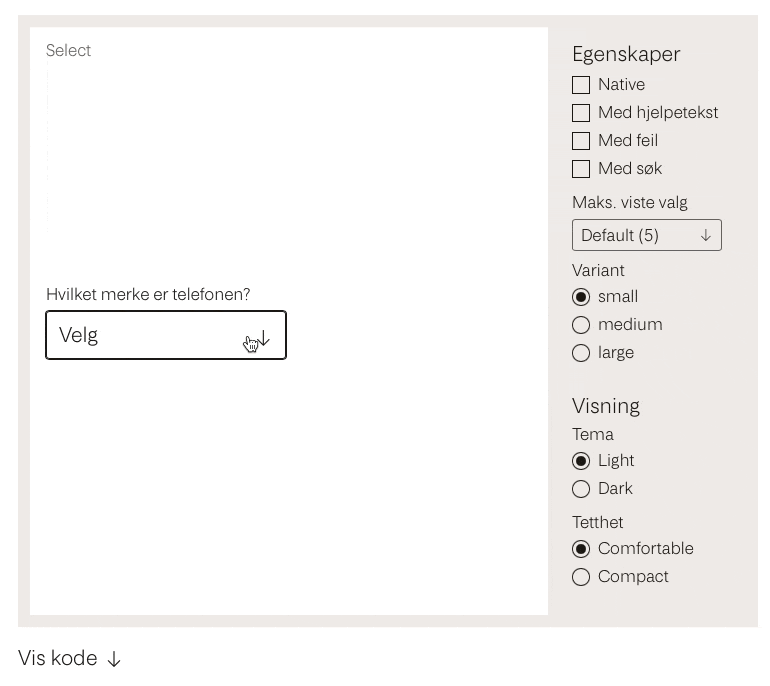 Select
Hvilket merke er telefonen?
Velg
Egenskaper
Native
Med hjelpetekst
Med feil
Med søk
Maks. viste valg
Default (5)
Variant
small
medium
large
Visning
Tema
Light
Dark
Tetthet
Comfortable
Compact
Vis kode